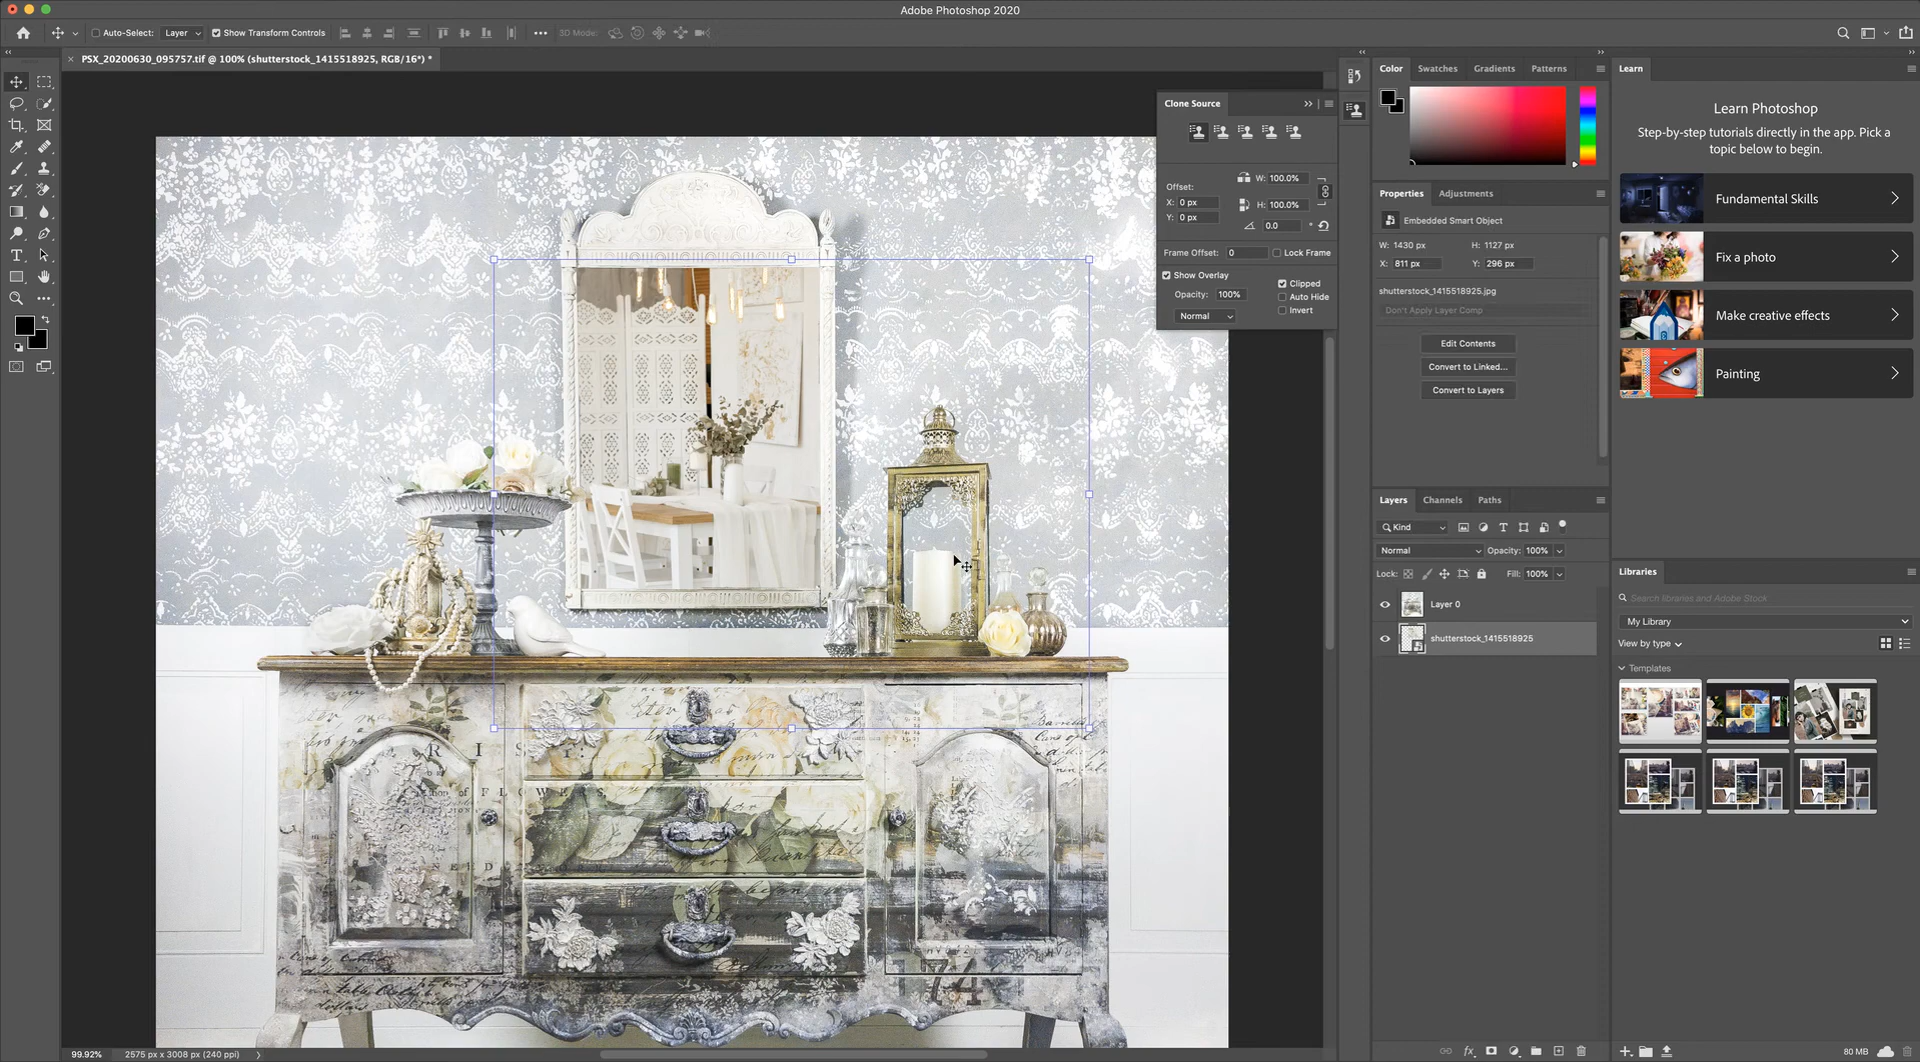 Adobe Photoshop 2020
Auto-Select: Layer Show Transform Controls 3D Mode:
PSX_20200630_095757.tif @ 100% (shutterstock_1415518925, RGB/16*) *
Clone Source
Offset:
X: 0 px
Y: 0 px
W: 100.0%
H: 100.0%
0.0 °
Frame Offset: 0 Lock Frame
Show Overlay
Opacity: 100%
Normal
Clipped
Auto Hide
Invert
Color Swatches Gradients Patterns
Properties Adjustments
Embedded Smart Object
W: 1430 px H: 1127 px
X: 811 px Y: 296 px
shutterstock_1415518925.jpg
Don't Apply Layer Comp
Edit Contents
Convert to Linked...
Convert to Layers
Layers Channels Paths
Kind
Normal Opacity: 100%
Lock: Fill: 100%
Layer 0
shutterstock_1415518925
Learn
Learn Photoshop
Step-by-step tutorials directly in the app. Pick a
topic below to begin.
Fundamental Skills
Fix a photo
Make creative effects
Painting
Libraries
Search libraries and Adobe Stock
My Library
View by type
Templates
R I S T:
of FLOWERS
174
99.92% 2575 px x 3008 px (240 ppi)
80 MB